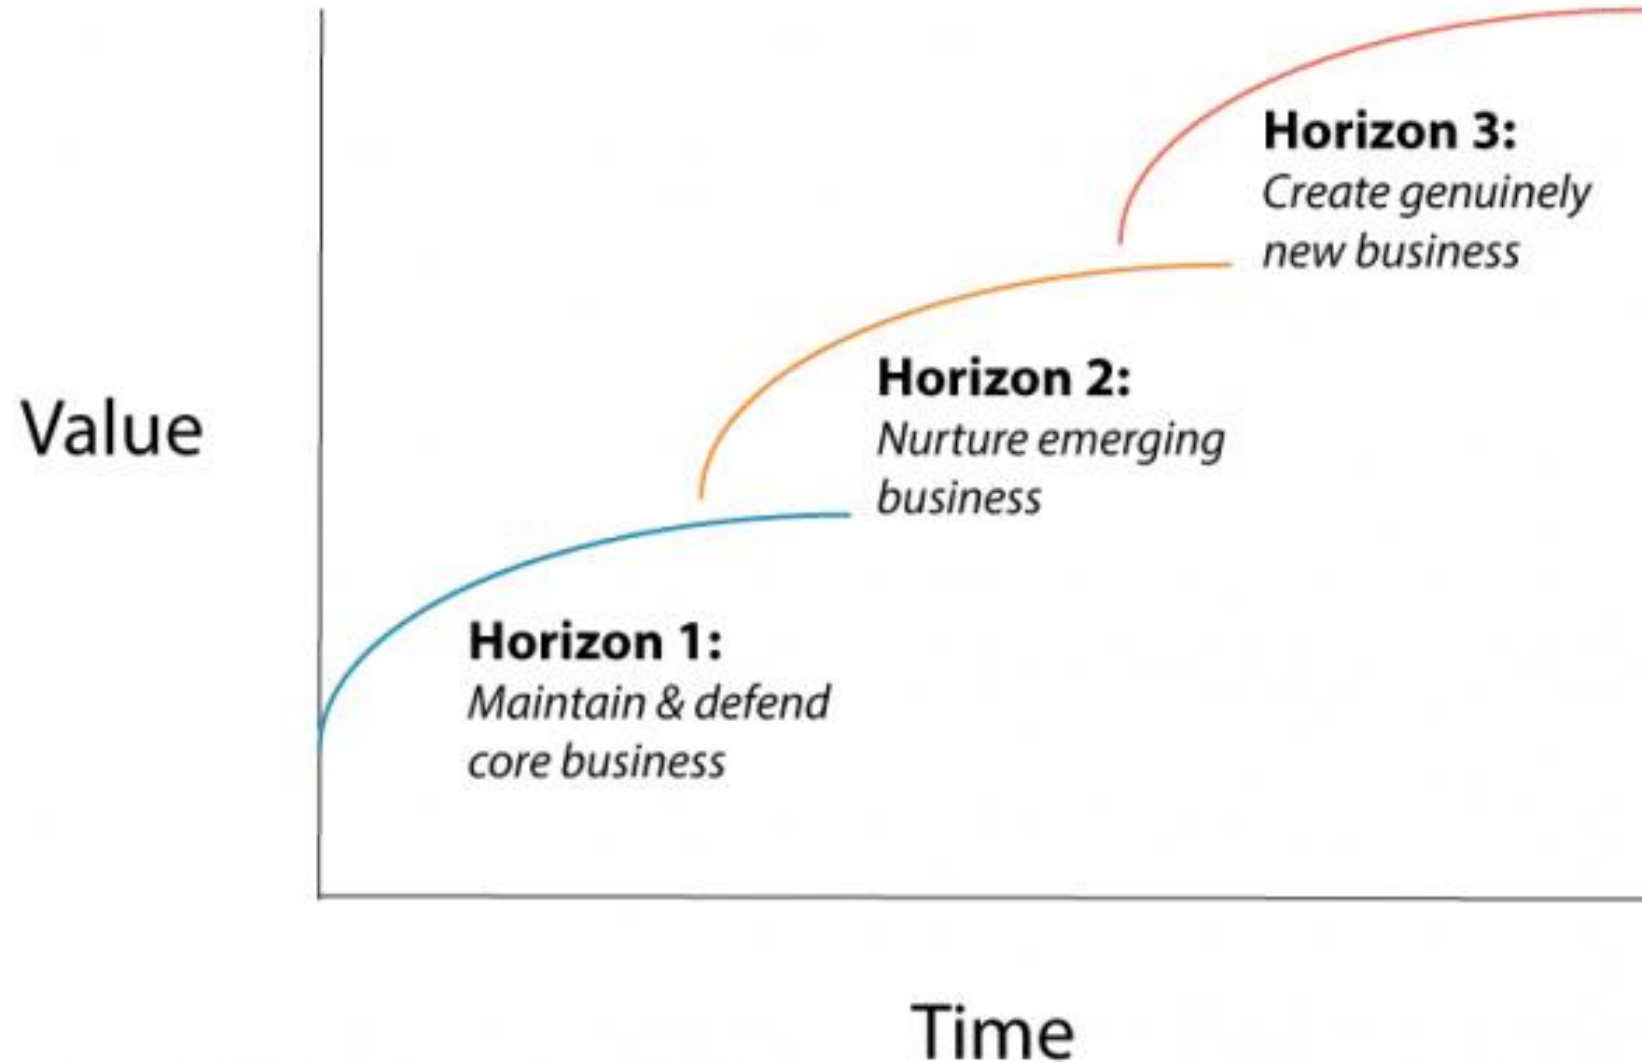 Horizon 3:
Create genuinely
new business
Horizon 2:
Nurture emerging
business
Value
Horizon 1:
Maintain & defend
core business
Time